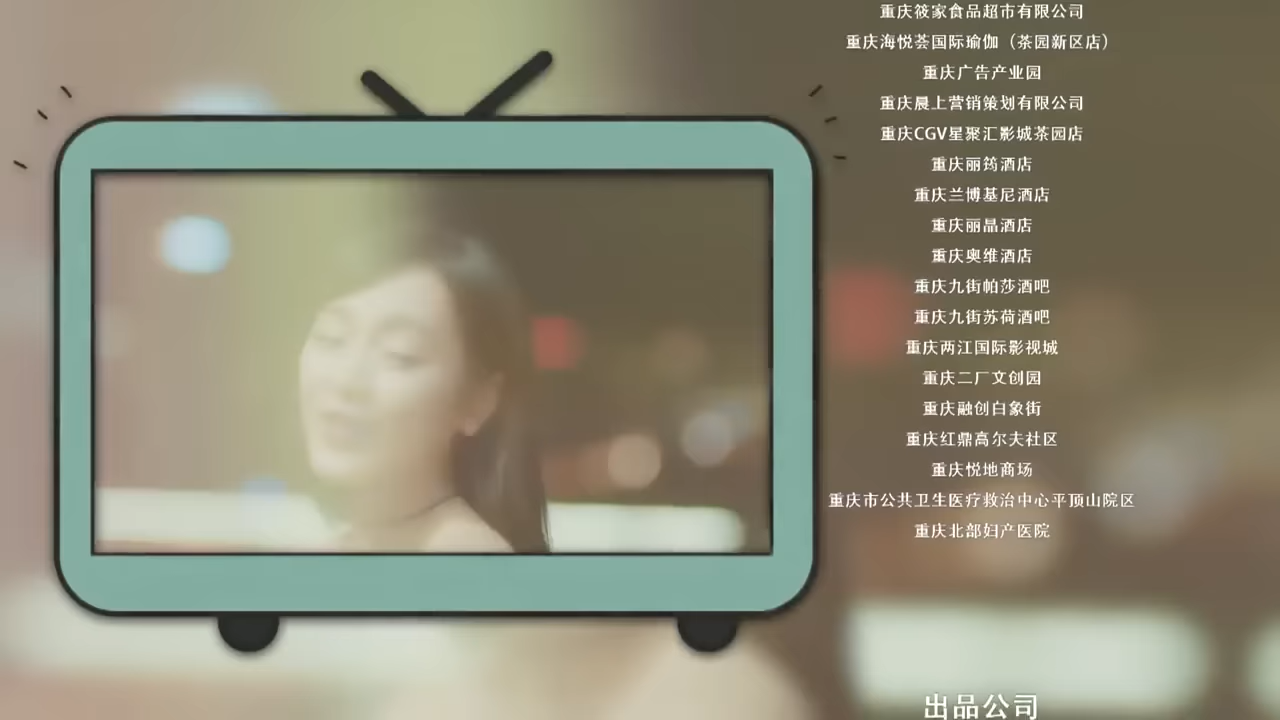 重庆筱家食品超市有限公司
重庆海悦荟国际瑜伽（茶园新区店）
重庆广告产业园
重庆晨上营销策划有限公司
重庆CGV星聚汇影城茶园店
重庆丽筠酒店
重庆兰博基尼酒店
重庆丽晶酒店
重庆奥维酒店
重庆九街帕莎酒吧
重庆九街苏荷酒吧
重庆两江国际影视城
重庆二厂文创园
重庆融创白象街
重庆红鼎高尔夫社区
重庆悦地商场
重庆市公共卫生医疗救治中心平顶山院区
重庆北部妇产医院
出品公司